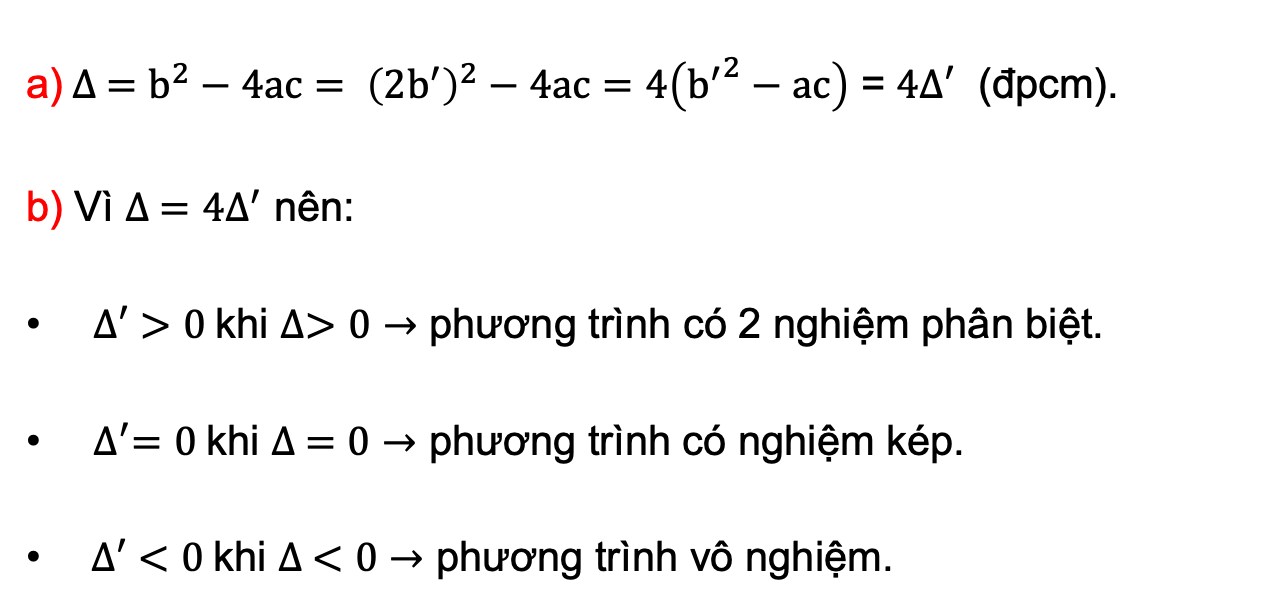 a) Δ = b² − 4ac = (2b′)² − 4ac = 4(b′² − ac) = 4Δ′ (đpcm).
b) Vì Δ = 4Δ′ nên:
• Δ′ > 0 khi Δ> 0 → phương trình có 2 nghiệm phân biệt.
• Δ′= 0 khi Δ = 0 → phương trình có nghiệm kép.
• Δ′ < 0 khi Δ < 0 → phương trình vô nghiệm.